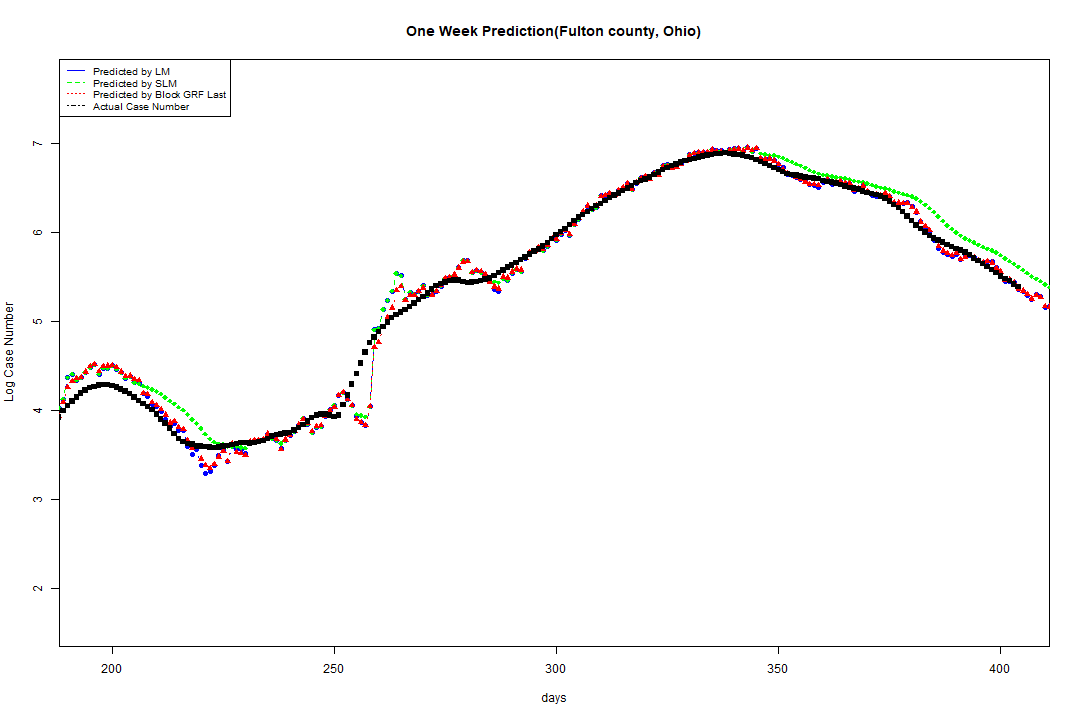 One Week Prediction(Fulton county, Ohio)
Predicted by LM
Predicted by SLM
Predicted by Block GRF Last
Actual Case Number
7
6
5
4
3
2
Log Case Number
200 250 300 350 400
days